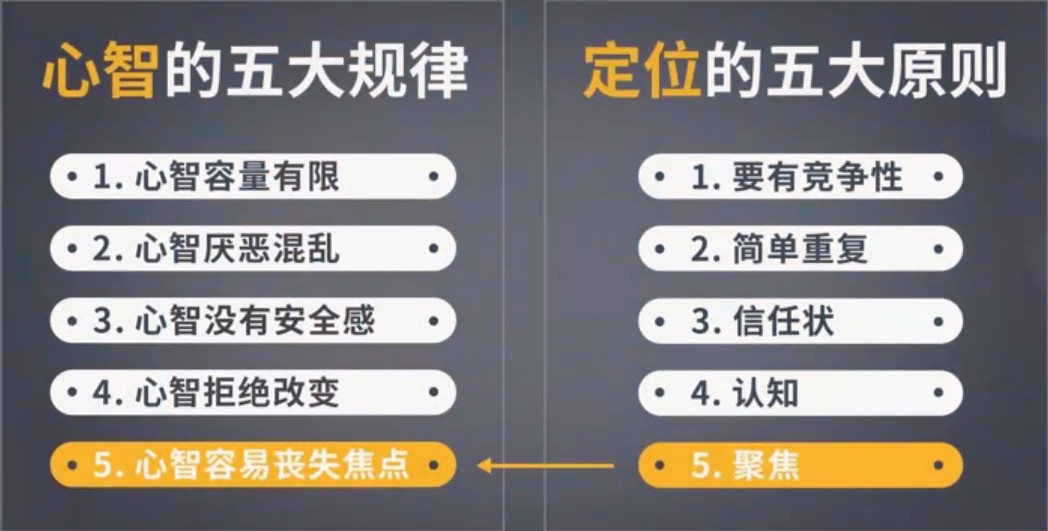 心智的五大规律
1. 心智容量有限
2. 心智厌恶混乱
3. 心智没有安全感
4. 心智拒绝改变
5. 心智容易丧失焦点
定位的五大原则
1. 要有竞争性
2. 简单重复
3. 信任状
4. 认知
5. 聚焦